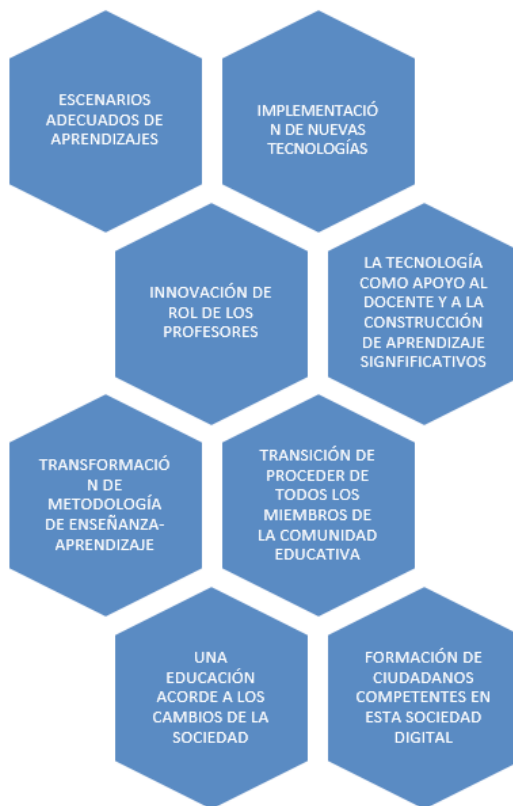 ESCENARIOS
ADECUADOS DE
APRENDIZAJES
IMPLEMENTACIÓ
N DE NUEVAS
TECNOLOGÍAS
INNOVACIÓN DE
ROL DE LOS
PROFESORES
LA TECNOLOGÍA
COMO APOYO AL
DOCENTE Y A LA
CONSTRUCCIÓN
DE APRENDIZAJE
SIGNFIFICATIVOS
TRANSFORMACIÓ
N DE
METODOLOGÍA
DE ENSEÑANZA-
APRENDIZAJE
TRANSICIÓN DE
PROCEDER DE
TODOS LOS
MIEMBROS DE
LA COMUNIDAD
EDUCATIVA
UNA
EDUCACIÓN
ACORDE A LOS
CAMBIOS DE LA
SOCIEDAD
FORMACIÓN DE
CIUDADANOS
COMPETENTES EN
ESTA SOCIEDAD
DIGITAL